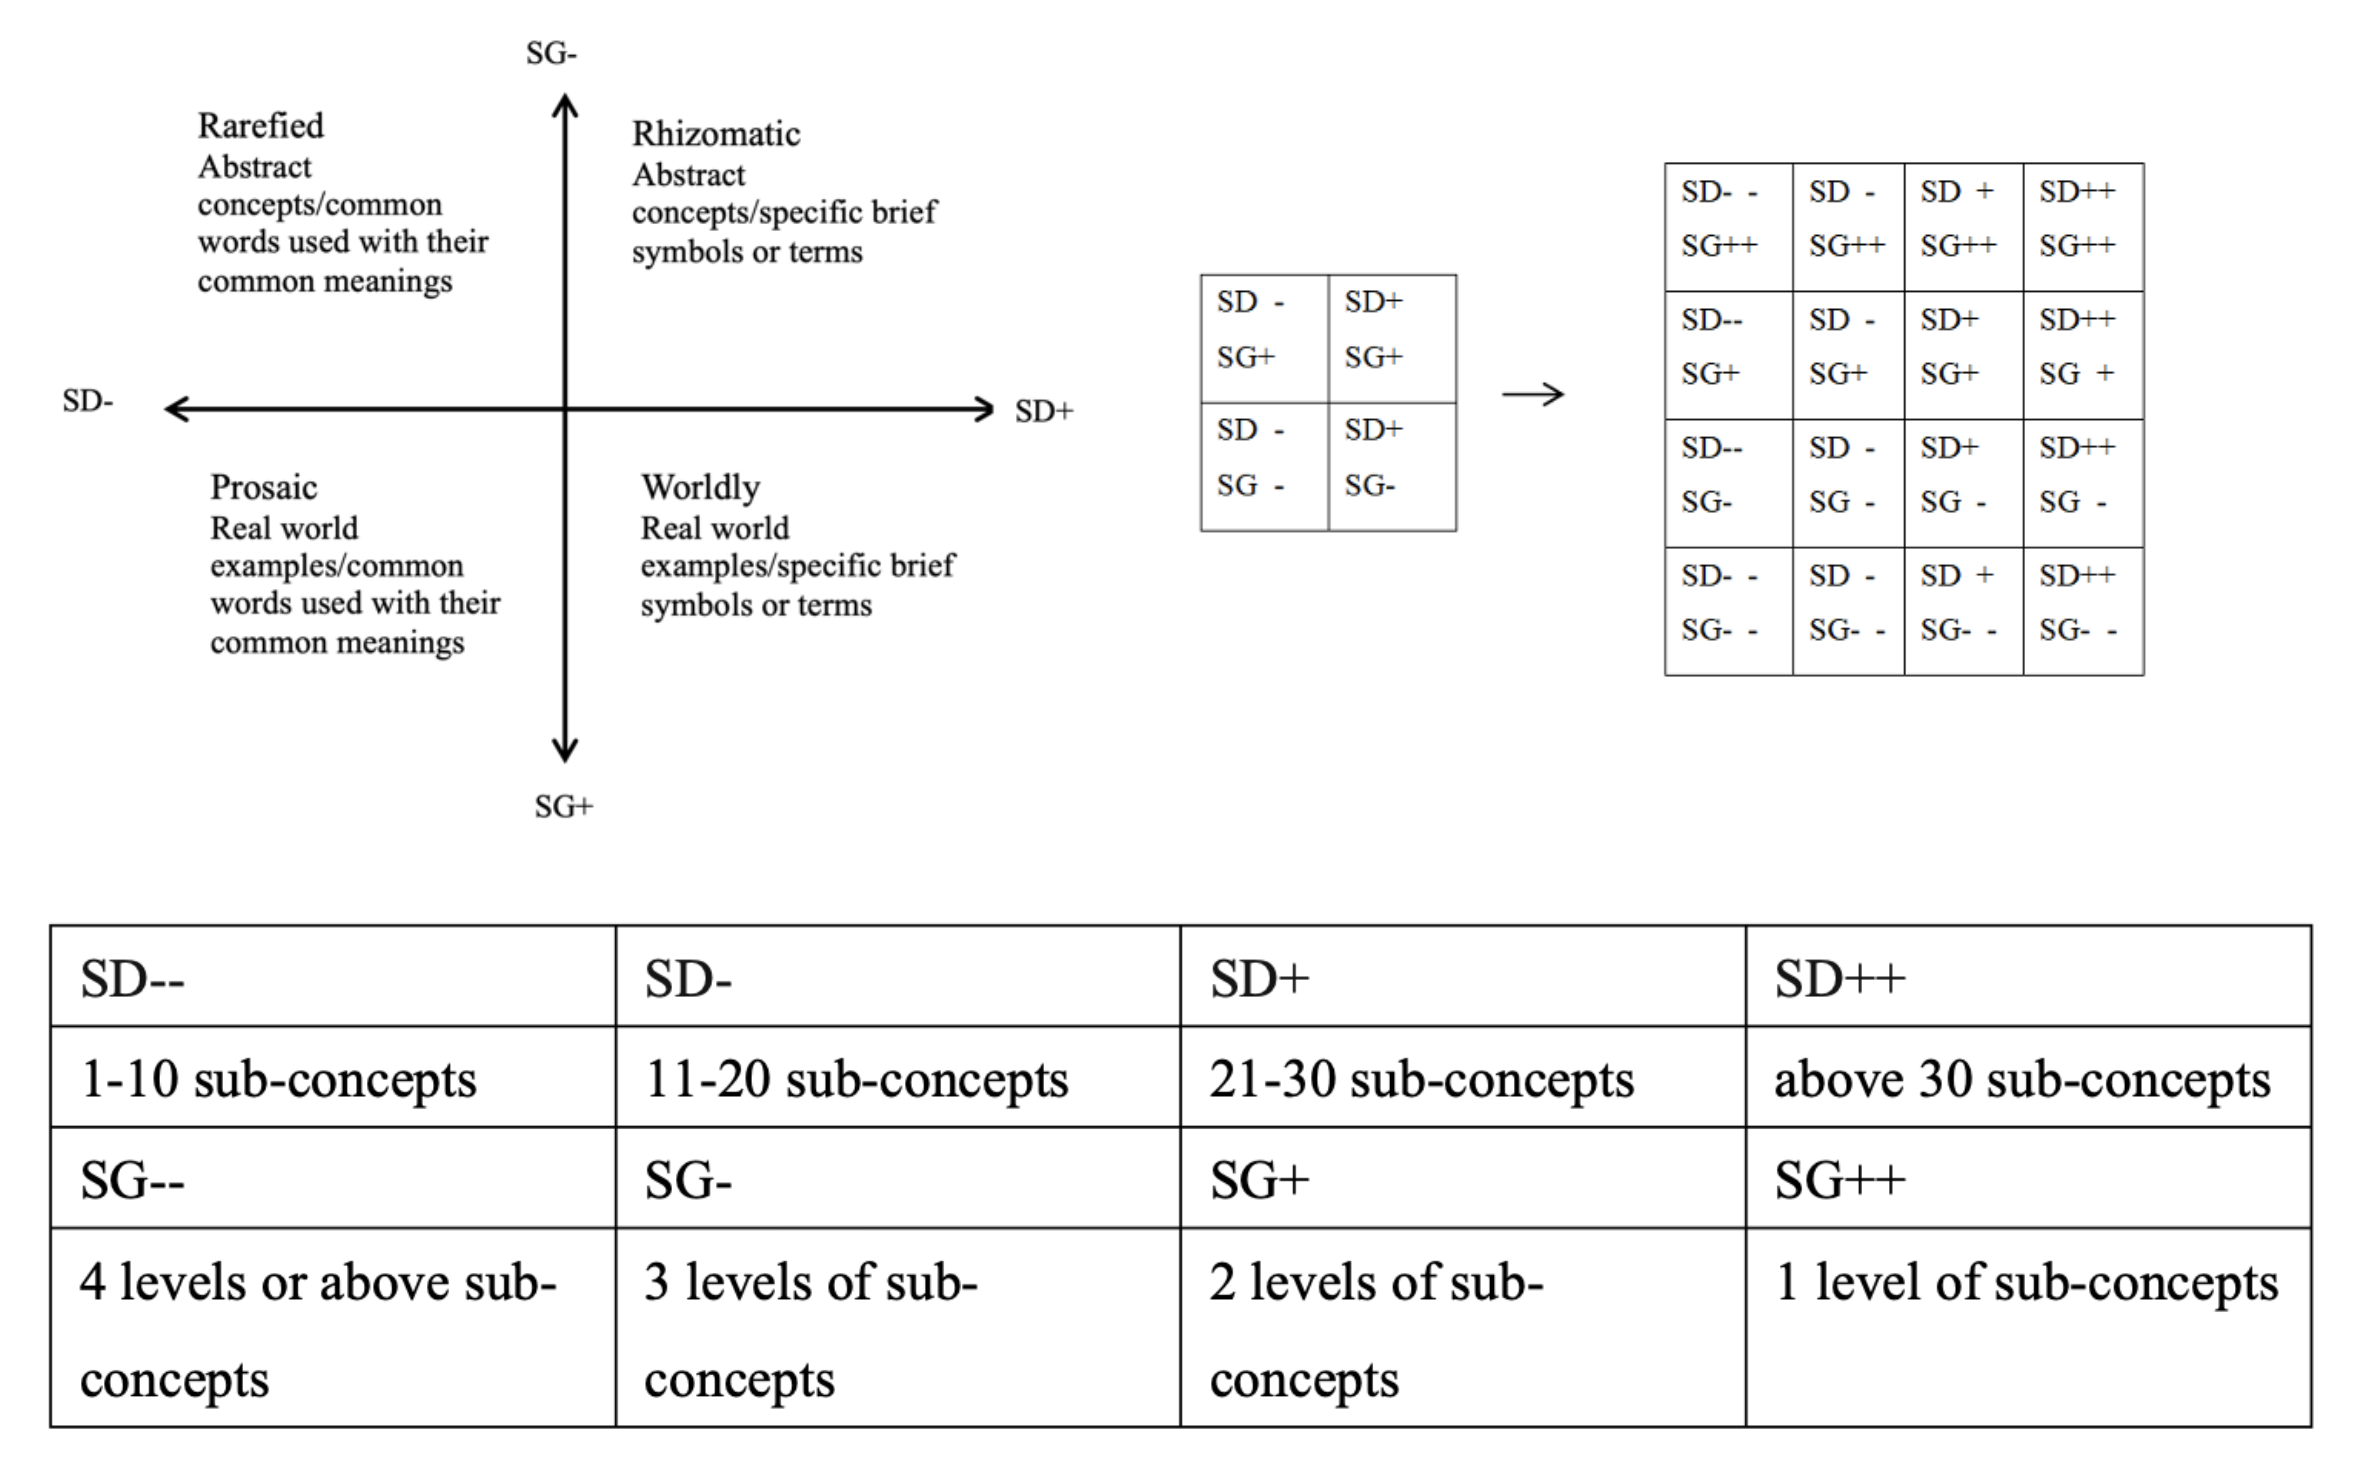 SG-
Rarefied
Abstract
concepts/common
words used with their
common meanings
Rhizomatic
Abstract
concepts/specific brief
symbols or terms
SD-
SD+
Prosaic
Real world
examples/common
words used with their
common meanings
Worldly
Real world
examples/specific brief
symbols or terms
SG+
SD - SD+
SG+ SG+
SD - SD+
SG - SG-
SD- - SD - SD + SD++
SG++ SG++ SG++ SG++
SD-- SD - SD+ SD++
SG+ SG+ SG+ SG +
SD-- SD - SD+ SD++
SG- SG - SG - SG -
SD- - SD - SD + SD++
SG- - SG- - SG- - SG- -
SD-- SD- SD+ SD++
1-10 sub-concepts 11-20 sub-concepts 21-30 sub-concepts above 30 sub-concepts
SG-- SG- SG+ SG++
4 levels or above sub- 3 levels of sub- 2 levels of sub- 1 level of sub-concepts
concepts concepts concepts